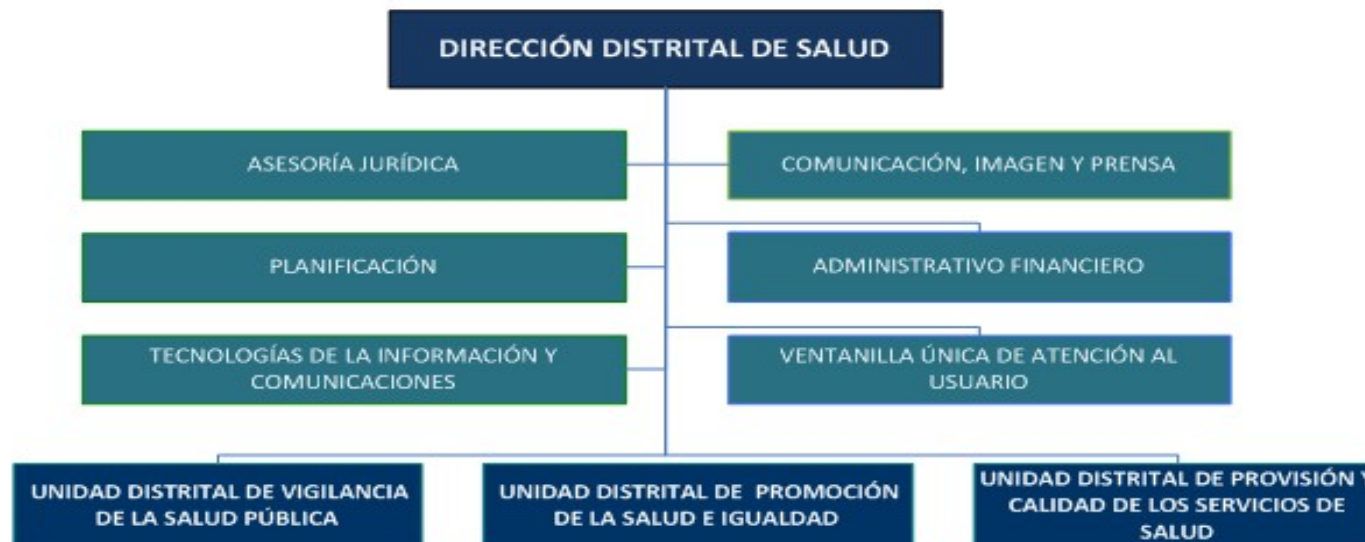 DIRECCIÓN DISTRITAL DE SALUD
ASESORÍA JURÍDICA
COMUNICACIÓN, IMAGEN Y PRENSA
PLANIFICACIÓN
ADMINISTRATIVO FINANCIERO
TECNOLOGÍAS DE LA INFORMACIÓN Y
COMUNICACIONES
VENTANILLA ÚNICA DE ATENCIÓN AL
USUARIO
UNIDAD DISTRITAL DE VIGILANCIA
DE LA SALUD PÚBLICA
UNIDAD DISTRITAL DE PROMOCIÓN
DE LA SALUD E IGUALDAD
UNIDAD DISTRITAL DE PROVISIÓN Y
CALIDAD DE LOS SERVICIOS DE
SALUD